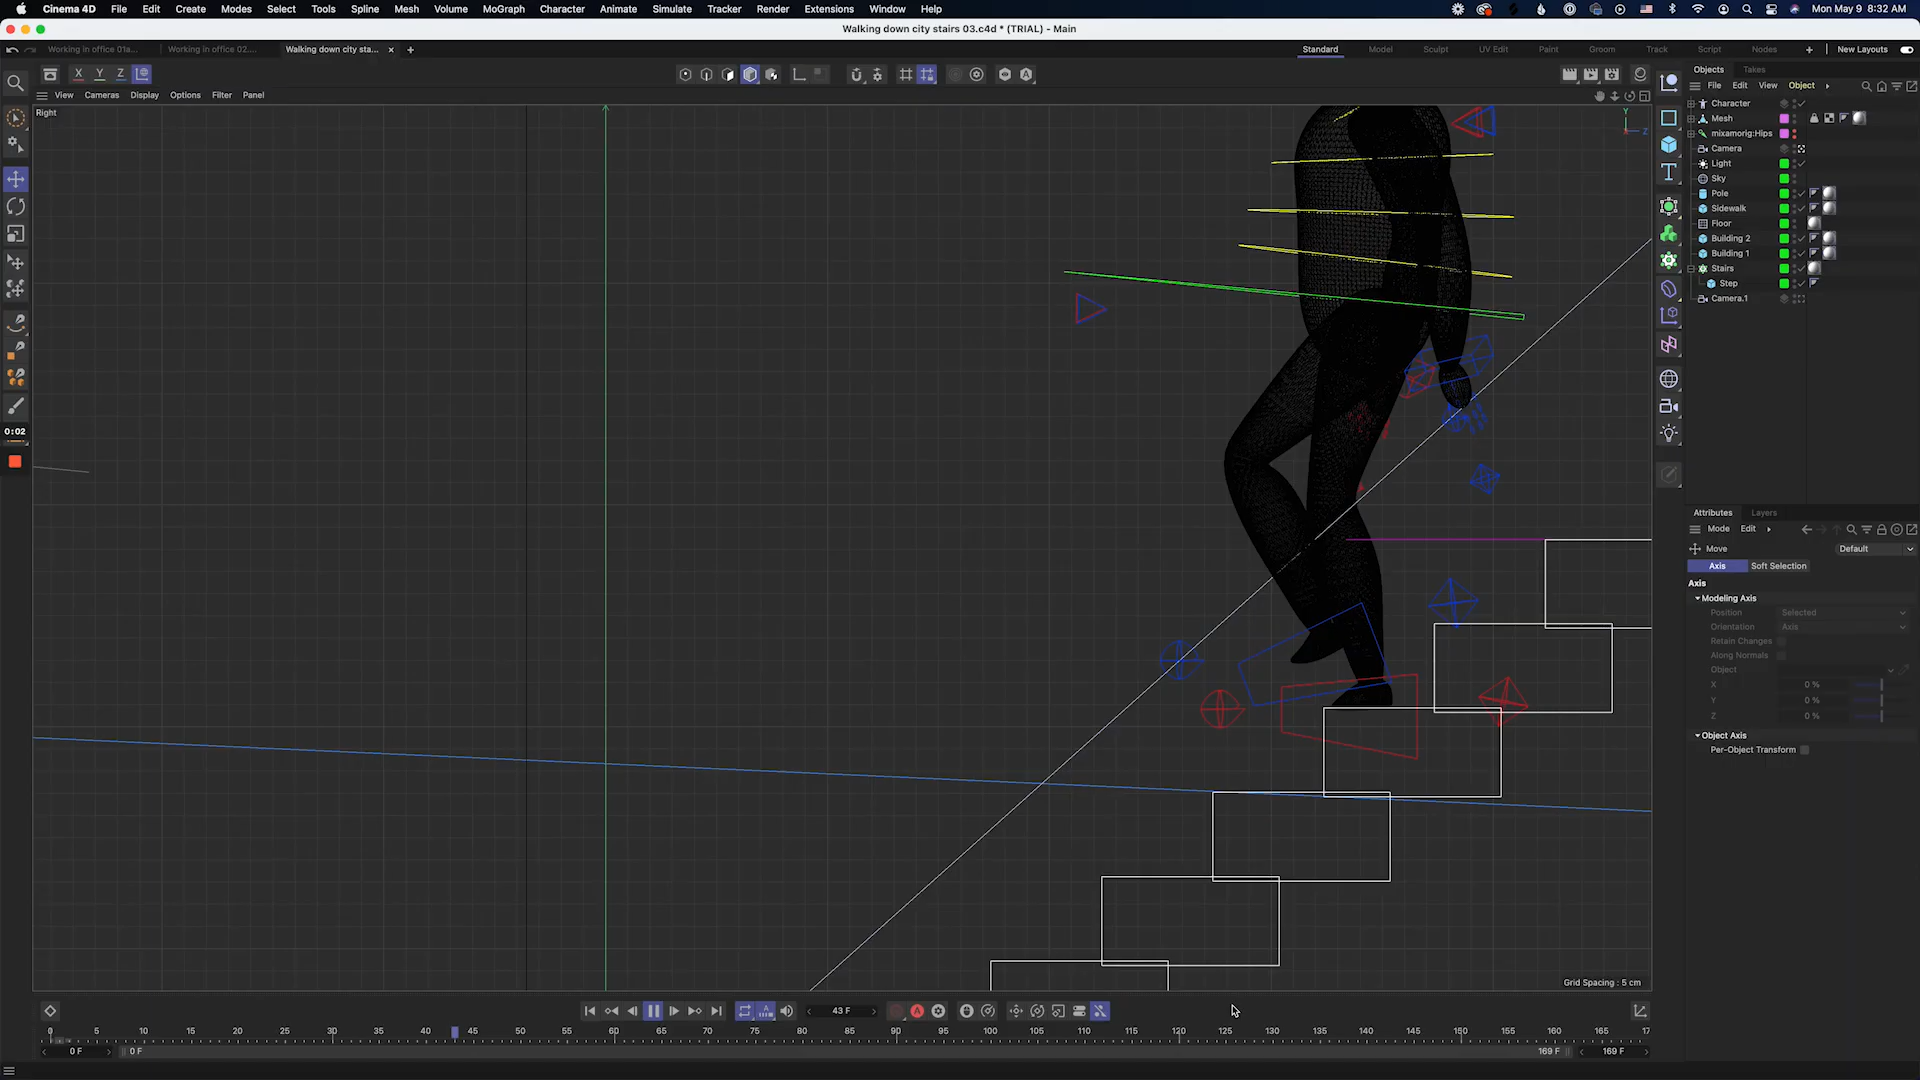 Cinema 4D File Edit Create Modes Select Tools Spline Mesh Volume MoGraph Character Animate Simulate Tracker Render Extensions Window Help Mon May 9 8:32 AM
Walking down city stairs 03.c4d * (TRIAL) - Main
Working in office 01a... Working in office 02.... Walking down city sta... Standard Model Sculpt UV Edit Paint Groom Track Script Nodes New Layouts
Objects Takes
X Y Z
File Edit View Object
View Cameras Display Options Filter Panel
Right
Y
Z
Character
Mesh
mixamorig:Hips
Camera
Light
Sky
Pole
Sidewalk
Floor
Building 2
Building 1
Stairs
Step
Camera.1
0:02
Attributes Layers
Mode Edit
Move Default
Axis Soft Selection
Axis
Modeling Axis
Position Selected
Orientation Axis
Retain Changes
Along Normals
Object
X 0 %
Y 0 %
Z 0 %
Object Axis
Per-Object Transform
Grid Spacing : 5 cm
43 F
0 5 10 15 20 25 30 35 40 45 50 55 60 65 70 75 80 85 90 95 100 105 110 115 120 125 130 135 140 145 150 155 160 165 17
0 F 0 F 169 F 169 F